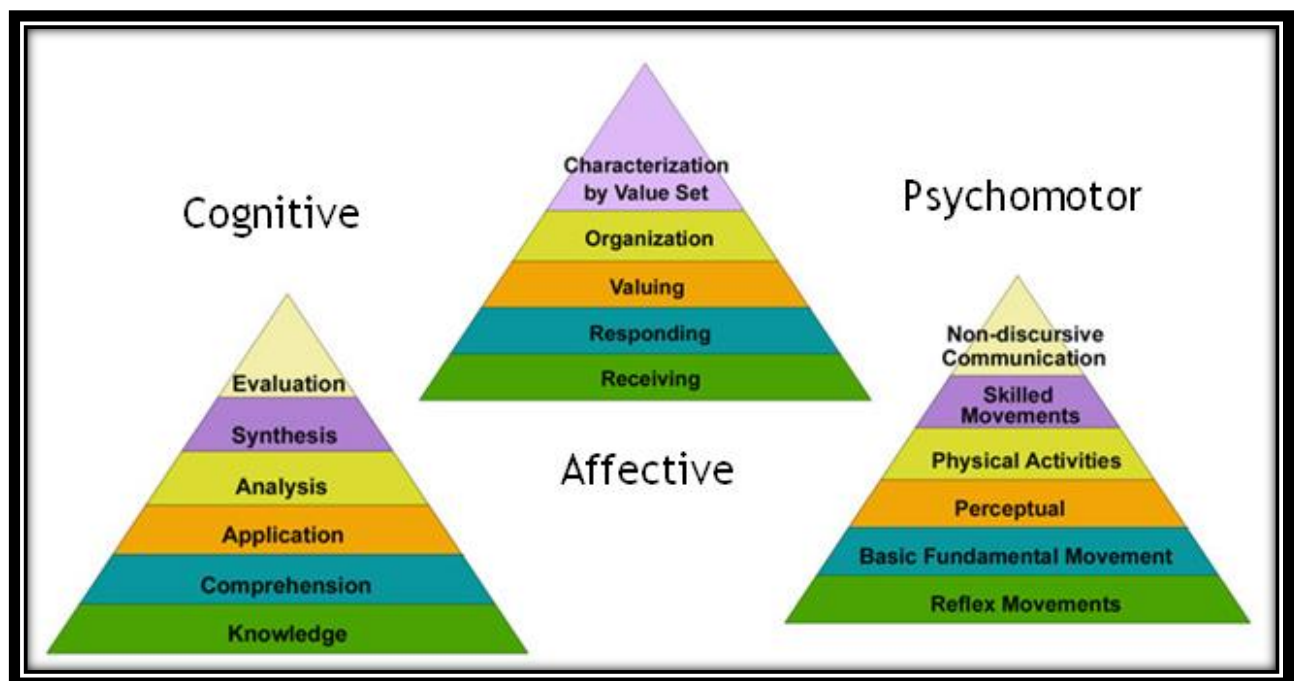 Cognitive
Evaluation
Synthesis
Analysis
Application
Comprehension
Knowledge
Characterization
by Value Set
Organization
Valuing
Responding
Receiving
Affective
Psychomotor
Non-discursive
Communication
Skilled
Movements
Physical Activities
Perceptual
Basic Fundamental Movement
Reflex Movements